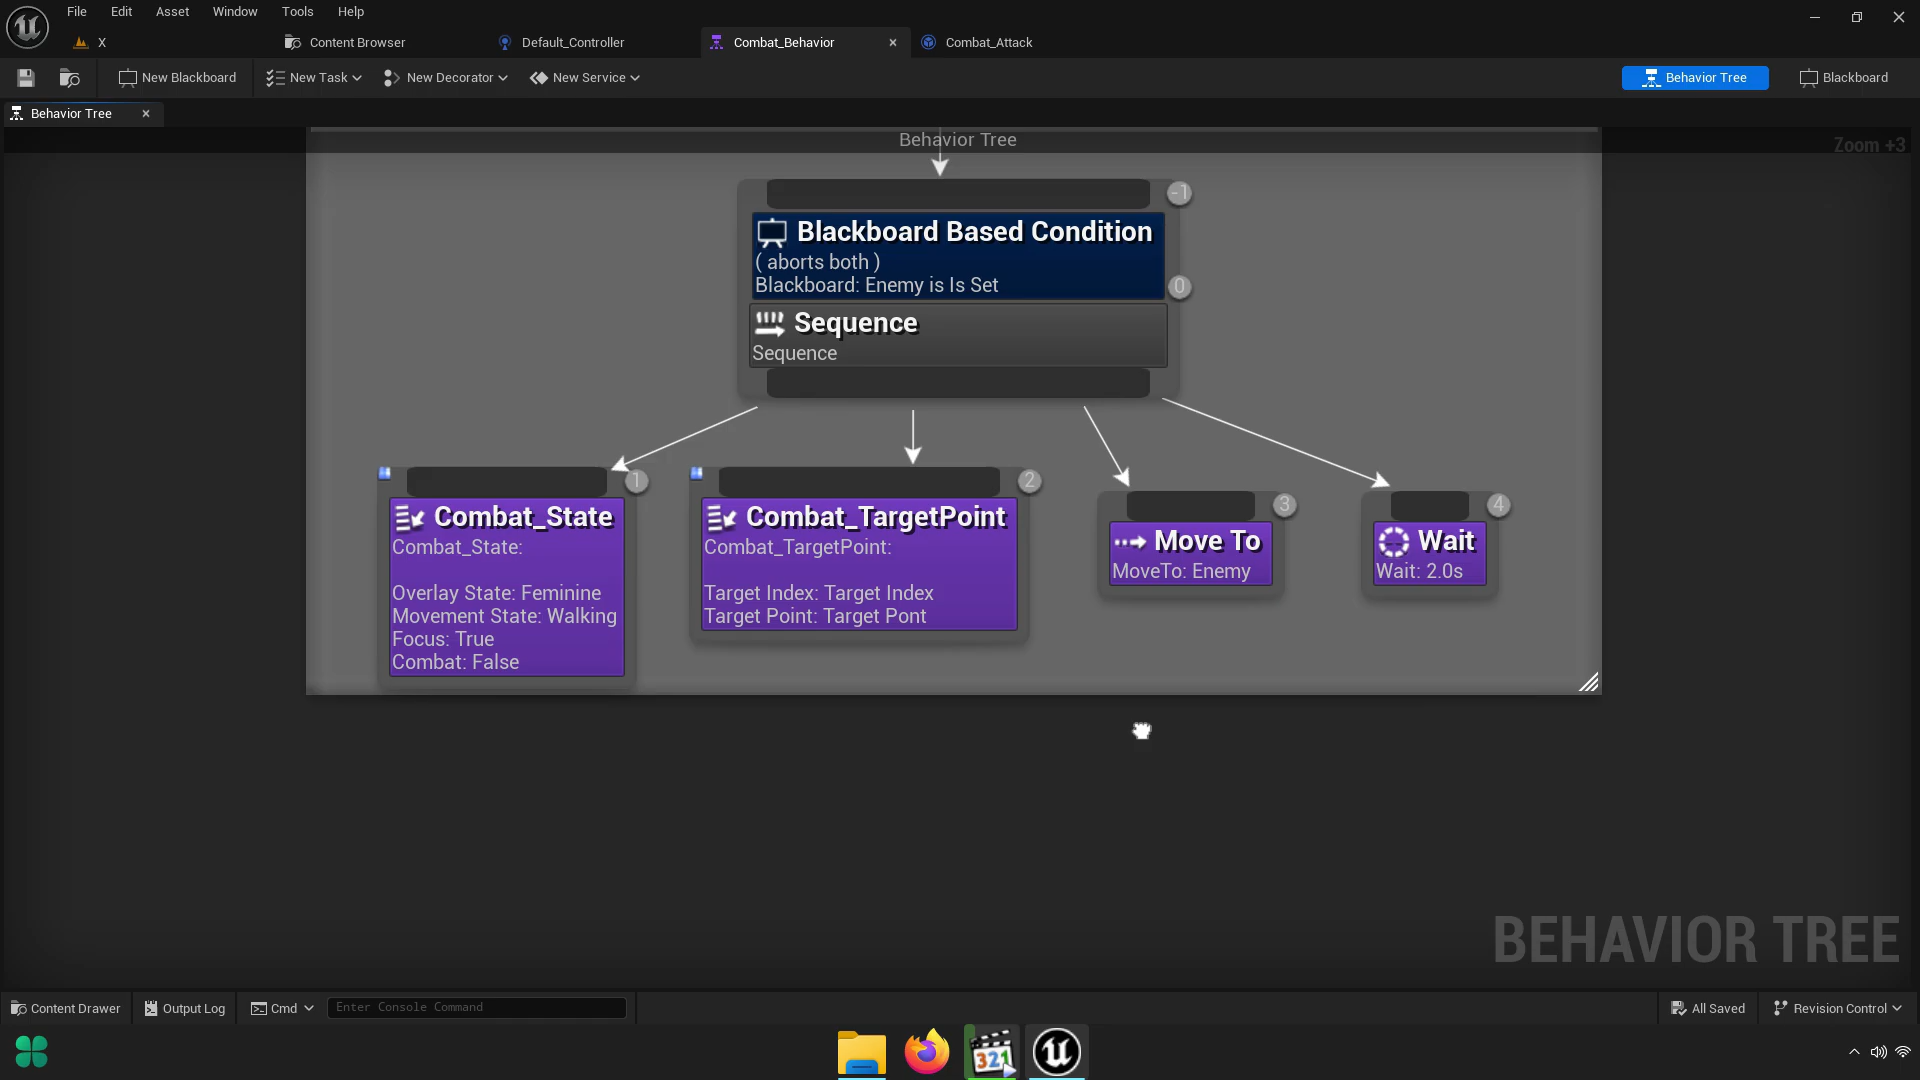 File Edit Asset Window Tools Help
X Content Browser Default_Controller Combat_Behavior Combat_Attack
New Blackboard New Task New Decorator New Service Behavior Tree Blackboard
Behavior Tree
Behavior Tree
Zoom +3
-1
Blackboard Based Condition
( aborts both )
Blackboard: Enemy is Is Set
0
Sequence
Sequence
1
Combat_State
Combat_State:
Overlay State: Feminine
Movement State: Walking
Focus: True
Combat: False
2
Combat_TargetPoint
Combat_TargetPoint:
Target Index: Target Index
Target Point: Target Pont
3
Move To
MoveTo: Enemy
4
Wait
Wait: 2.0s
BEHAVIOR TREE
Content Drawer Output Log Cmd Enter Console Command All Saved Revision Control
321